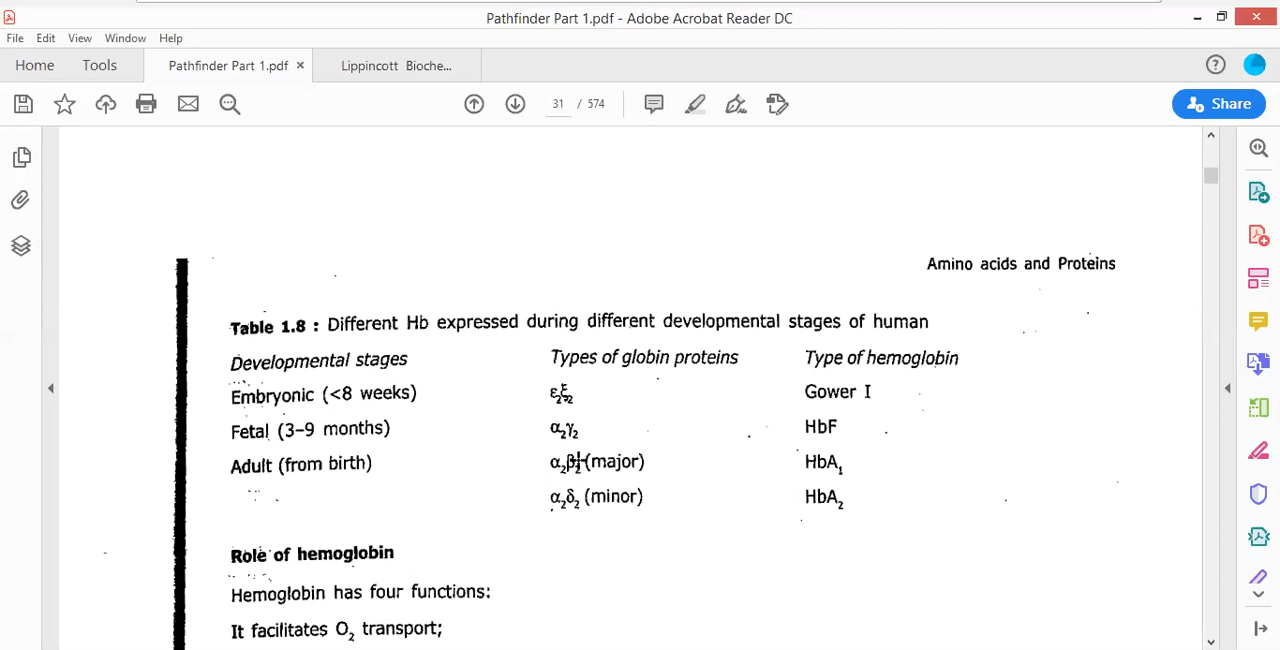 Pathfinder Part 1.pdf - Adobe Acrobat Reader DC
File Edit View Window Help
Home Tools Pathfinder Part 1.pdf × Lippincott Bioche...
31 / 574 Share
Amino acids and Proteins
Table 1.8 : Different Hb expressed during different developmental stages of human
Developmental stages Types of globin proteins Type of hemoglobin
Embryonic (<8 weeks) ε₂ξ₂ Gower I
Fetal (3–9 months) α₂γ₂ HbF
Adult (from birth) α₂β₂ (major) HbA₁
α₂δ₂ (minor) HbA₂
Role of hemoglobin
Hemoglobin has four functions:
It facilitates O₂ transport;